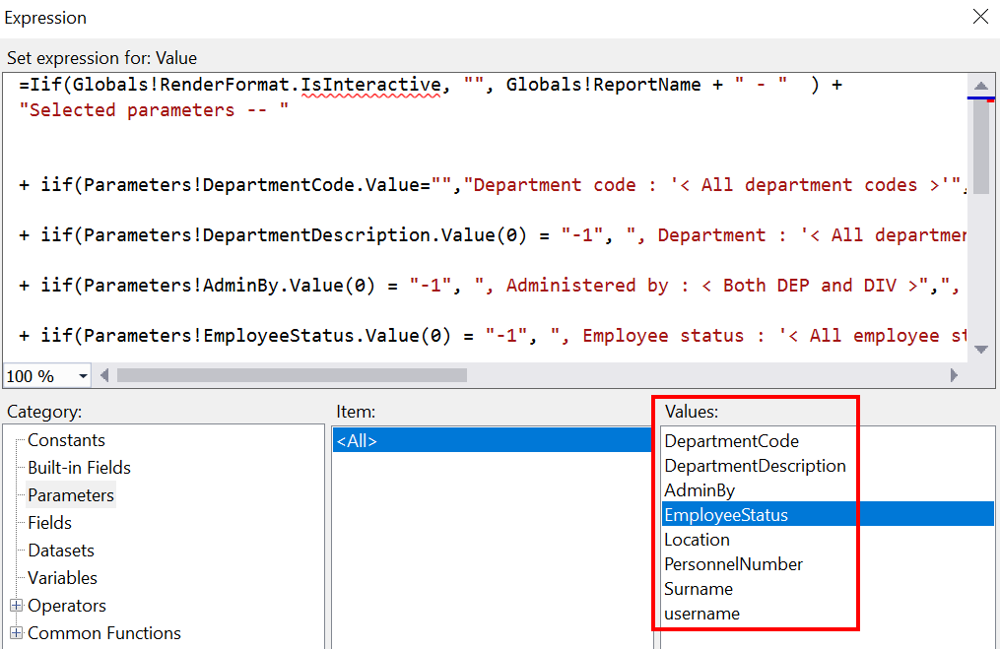 Expression
Set expression for: Value
=Iif(Globals!RenderFormat.IsInteractive, "", Globals!ReportName + " - "  ) +
"Selected parameters -- "
+ iif(Parameters!DepartmentCode.Value="","Department code : '< All department codes >'",
+ iif(Parameters!DepartmentDescription.Value(0) = "-1", ", Department : '< All departmen
+ iif(Parameters!AdminBy.Value(0) = "-1", ", Administered by : < Both DEP and DIV >",",
+ iif(Parameters!EmployeeStatus.Value(0) = "-1", ", Employee status : '< All employee st
100 %
Category:
Constants
Built-in Fields
Parameters
Fields
Datasets
Variables
Operators
Common Functions
Item:
<All>
Values:
DepartmentCode
DepartmentDescription
AdminBy
EmployeeStatus
Location
PersonnelNumber
Surname
username